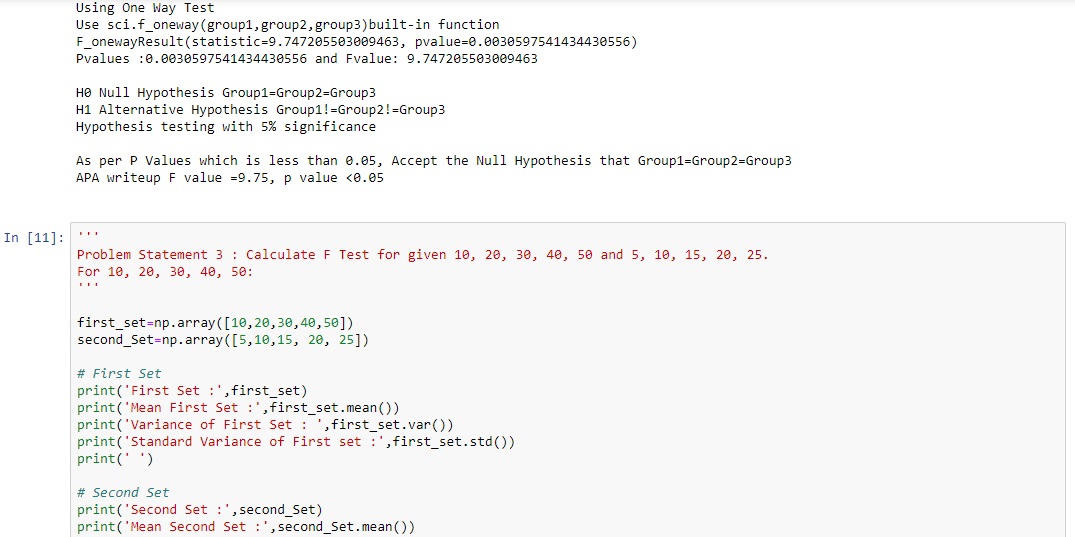 Using One Way Test
Use sci.f_oneway(group1,group2,group3)built-in function
F_onewayResult(statistic=9.747205503009463, pvalue=0.0030597541434430556)
Pvalues :0.0030597541434430556 and Fvalue: 9.747205503009463
H0 Null Hypothesis Group1=Group2=Group3
H1 Alternative Hypothesis Group1!=Group2!=Group3
Hypothesis testing with 5% significance
As per P Values which is less than 0.05, Accept the Null Hypothesis that Group1=Group2=Group3
APA writeup F value =9.75, p value <0.05
In [11]: '''
Problem Statement 3 : Calculate F Test for given 10, 20, 30, 40, 50 and 5, 10, 15, 20, 25.
For 10, 20, 30, 40, 50:
'''
first_set=np.array([10,20,30,40,50])
second_Set=np.array([5,10,15, 20, 25])
# First Set
print('First Set :',first_set)
print('Mean First Set :',first_set.mean())
print('Variance of First Set : ',first_set.var())
print('Standard Variance of First set :',first_set.std())
print(' ')
# Second Set
print('Second Set :',second_Set)
print('Mean Second Set :',second_Set.mean())